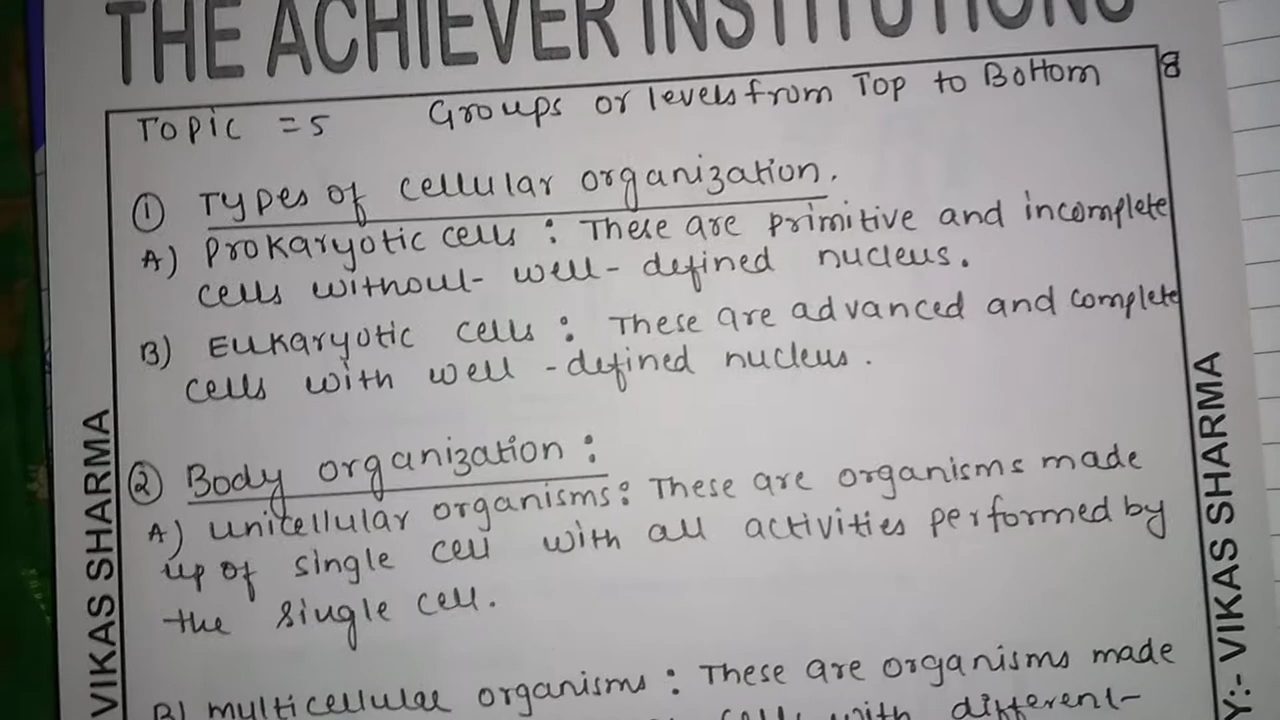 THE ACHIEVER INSTITUTIONS
8
Topic = 5 Groups or levels from Top to Bottom
① Types of cellular organization.
A) Prokaryotic cells : These are primitive and incomplete
cells without well-defined nucleus.
B) Eukaryotic cells : These are advanced and complete
cells with well-defined nucleus.
② Body organization :
A) unicellular organisms : These are organisms made
up of single cell with all activities performed by
the single cell.
B) multicellular organisms : These are organisms made
cells with different
VIKAS SHARMA
Y:- VIKAS SHARMA